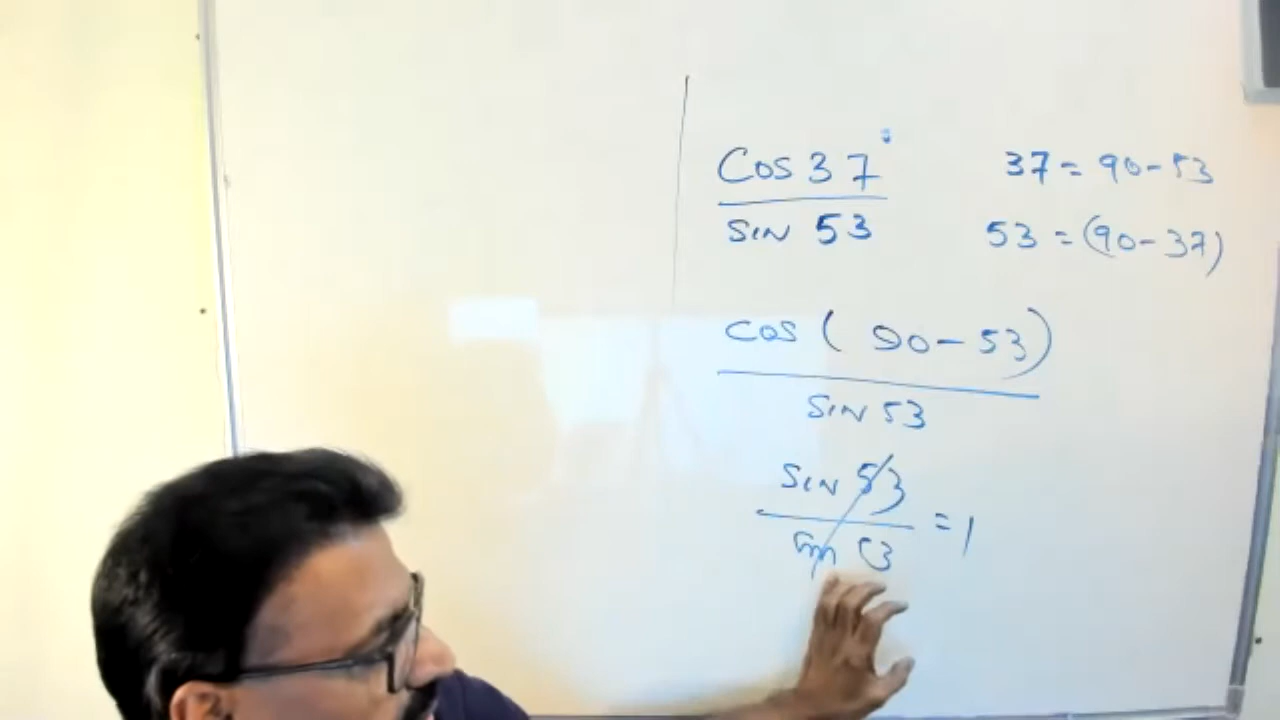 Cos 37°
sin 53
37 = 90 - 53
53 = (90 - 37)
cos ( 90 - 53)
sin 53
sin 53
sin 53
= 1